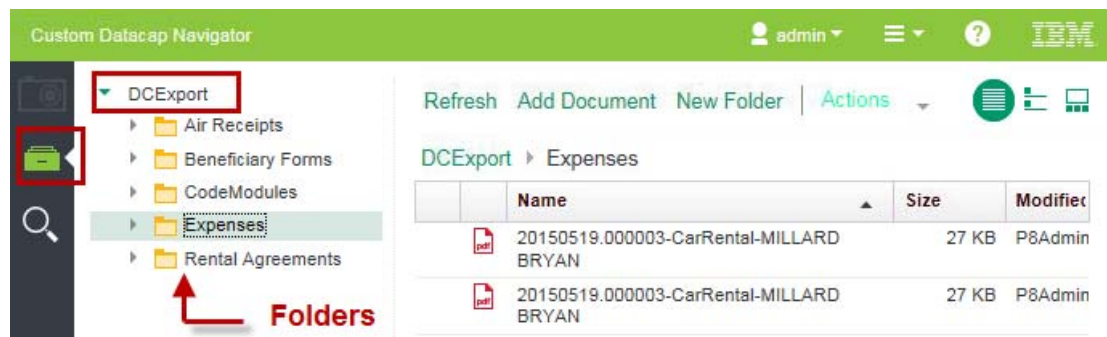 Custom Datacap Navigator admin ? IBM
DCExport
Air Receipts
Beneficiary Forms
CodeModules
Expenses
Rental Agreements
Folders
Refresh Add Document New Folder Actions
DCExport Expenses
Name Size Modified
pdf 20150519.000003-CarRental-MILLARD BRYAN 27 KB P8Admin
pdf 20150519.000003-CarRental-MILLARD BRYAN 27 KB P8Admin